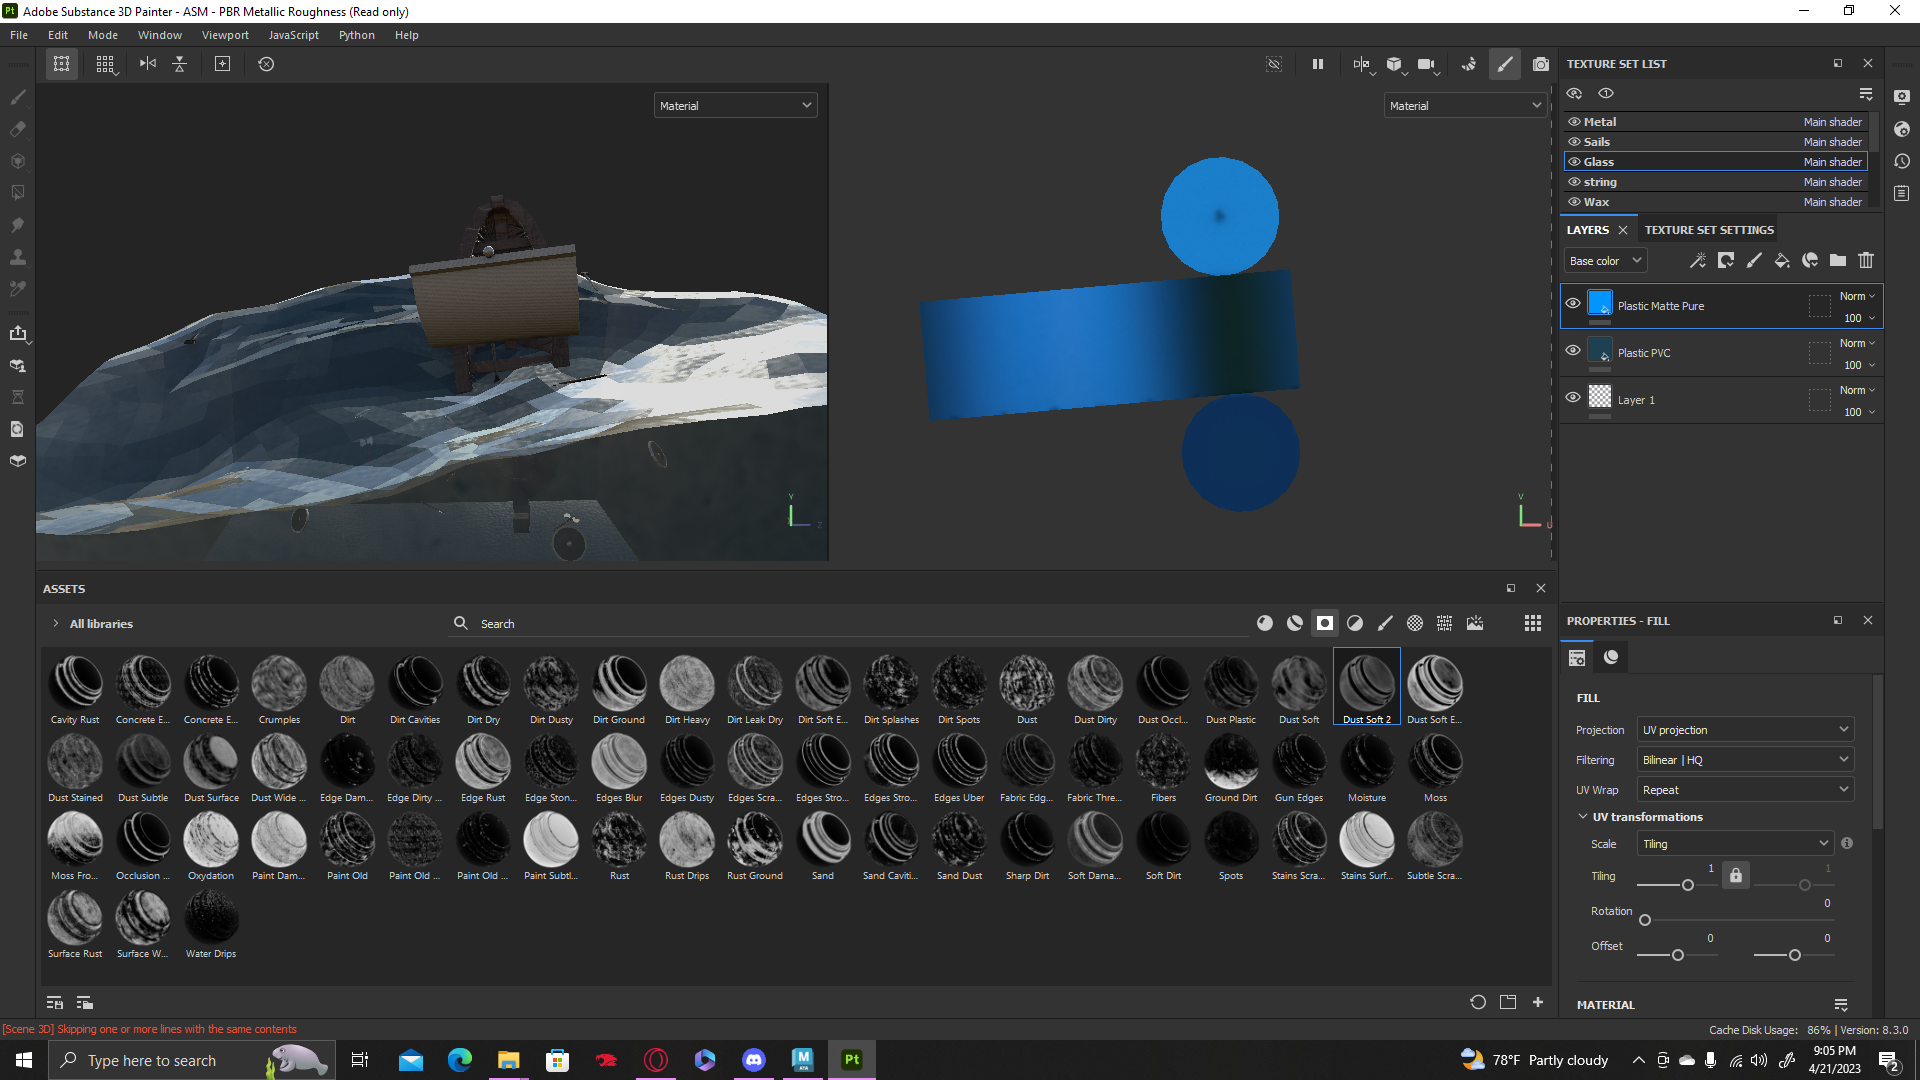 Adobe Substance 3D Painter - ASM - PBR Metallic Roughness (Read only)
File Edit Mode Window Viewport JavaScript Python Help
Material
Material
TEXTURE SET LIST
Metal Main shader
Sails Main shader
Glass Main shader
string Main shader
Wax Main shader
LAYERS TEXTURE SET SETTINGS
Base color
Plastic Matte Pure Norm 100
Plastic PVC Norm 100
Layer 1 Norm 100
Y Z
V U
ASSETS
All libraries Search
Cavity Rust Concrete E... Concrete E... Crumples Dirt Dirt Cavities Dirt Dry Dirt Dusty Dirt Ground Dirt Heavy Dirt Leak Dry Dirt Soft E... Dirt Splashes Dirt Spots Dust Dust Dirty Dust Occl... Dust Plastic Dust Soft Dust Soft 2 Dust Soft E...
Dust Stained Dust Subtle Dust Surface Dust Wide ... Edge Dam... Edge Dirty ... Edge Rust Edge Ston... Edges Blur Edges Dusty Edges Scra... Edges Stro... Edges Stro... Edges Uber Fabric Edg... Fabric Thre... Fibers Ground Dirt Gun Edges Moisture Moss
Moss Fro... Occlusion ... Oxydation Paint Dam... Paint Old Paint Old ... Paint Old ... Paint Subtl... Rust Rust Drips Rust Ground Sand Sand Caviti... Sand Dust Sharp Dirt Soft Dama... Soft Dirt Spots Stains Scra... Stains Surf... Subtle Scra...
Surface Rust Surface W... Water Drips
PROPERTIES - FILL
FILL
Projection UV projection
Filtering Bilinear | HQ
UV Wrap Repeat
UV transformations
Scale Tiling
Tiling 1 1
Rotation 0
Offset 0 0
MATERIAL
[Scene 3D] Skipping one or more lines with the same contents
Cache Disk Usage: 86% | Version: 8.3.0
Type here to search
M
Pt
78°F Partly cloudy
9:05 PM
4/21/2023
2